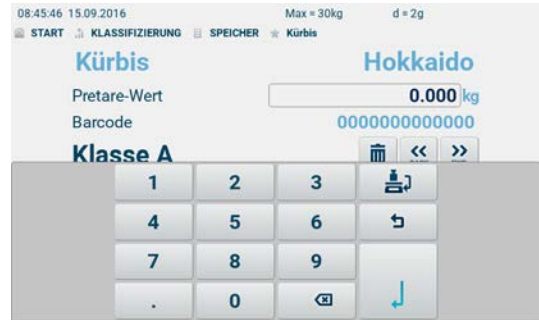 08:45:46 15.09.2016 Max = 30kg d = 2g
START KLASSIFIZIERUNG SPEICHER Kürbis
Kürbis Hokkaido
Pretare-Wert 0.000 kg
Barcode 0000000000000
Klasse A
1 2 3
4 5 6
7 8 9
. 0